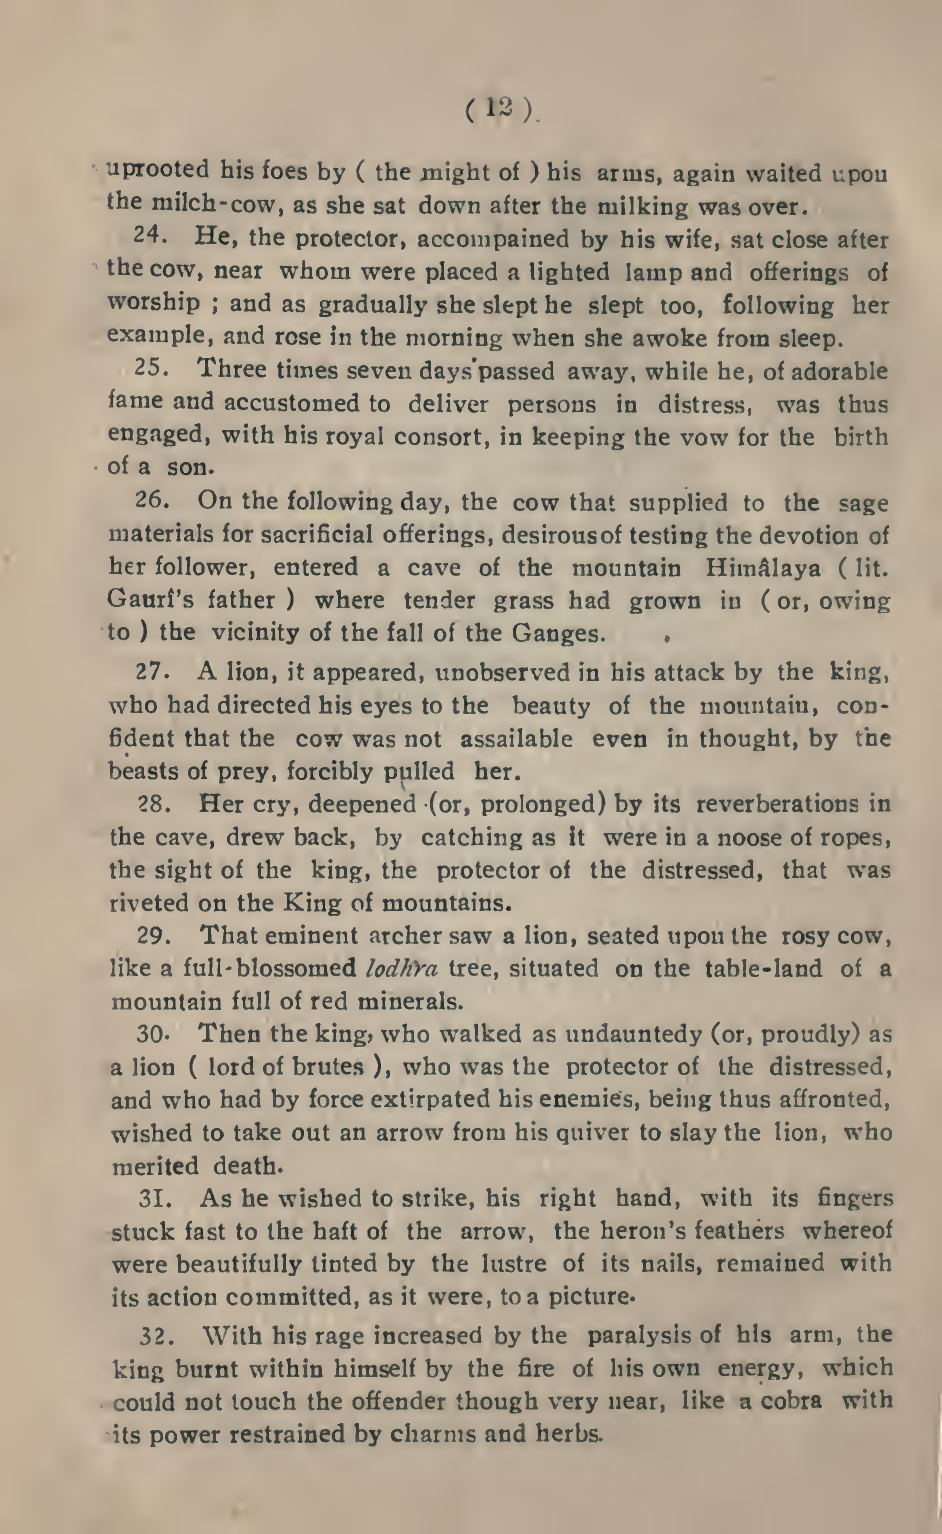 ( 12 ).
uprooted his foes by ( the might of ) his arms, again waited upon
the milch-cow, as she sat down after the milking was over.
24. He, the protector, accompained by his wife, sat close after
the cow, near whom were placed a lighted lamp and offerings of
worship ; and as gradually she slept he slept too, following her
example, and rose in the morning when she awoke from sleep.
25. Three times seven days passed away, while he, of adorable
fame and accustomed to deliver persons in distress, was thus
engaged, with his royal consort, in keeping the vow for the birth
of a son.
26. On the following day, the cow that supplied to the sage
materials for sacrificial offerings, desirous of testing the devotion of
her follower, entered a cave of the mountain Himâlaya ( lit.
Gaurî's father ) where tender grass had grown in ( or, owing
to ) the vicinity of the fall of the Ganges.
27. A lion, it appeared, unobserved in his attack by the king,
who had directed his eyes to the beauty of the mountain, con-
fident that the cow was not assailable even in thought, by the
beasts of prey, forcibly pulled her.
28. Her cry, deepened (or, prolonged) by its reverberations in
the cave, drew back, by catching as it were in a noose of ropes,
the sight of the king, the protector of the distressed, that was
riveted on the King of mountains.
29. That eminent archer saw a lion, seated upon the rosy cow,
like a full-blossomed lodhra tree, situated on the table-land of a
mountain full of red minerals.
30. Then the king, who walked as undauntedy (or, proudly) as
a lion ( lord of brutes ), who was the protector of the distressed,
and who had by force extirpated his enemies, being thus affronted,
wished to take out an arrow from his quiver to slay the lion, who
merited death.
31. As he wished to strike, his right hand, with its fingers
stuck fast to the haft of the arrow, the heron's feathers whereof
were beautifully tinted by the lustre of its nails, remained with
its action committed, as it were, to a picture.
32. With his rage increased by the paralysis of his arm, the
king burnt within himself by the fire of his own energy, which
could not touch the offender though very near, like a cobra with
its power restrained by charms and herbs.